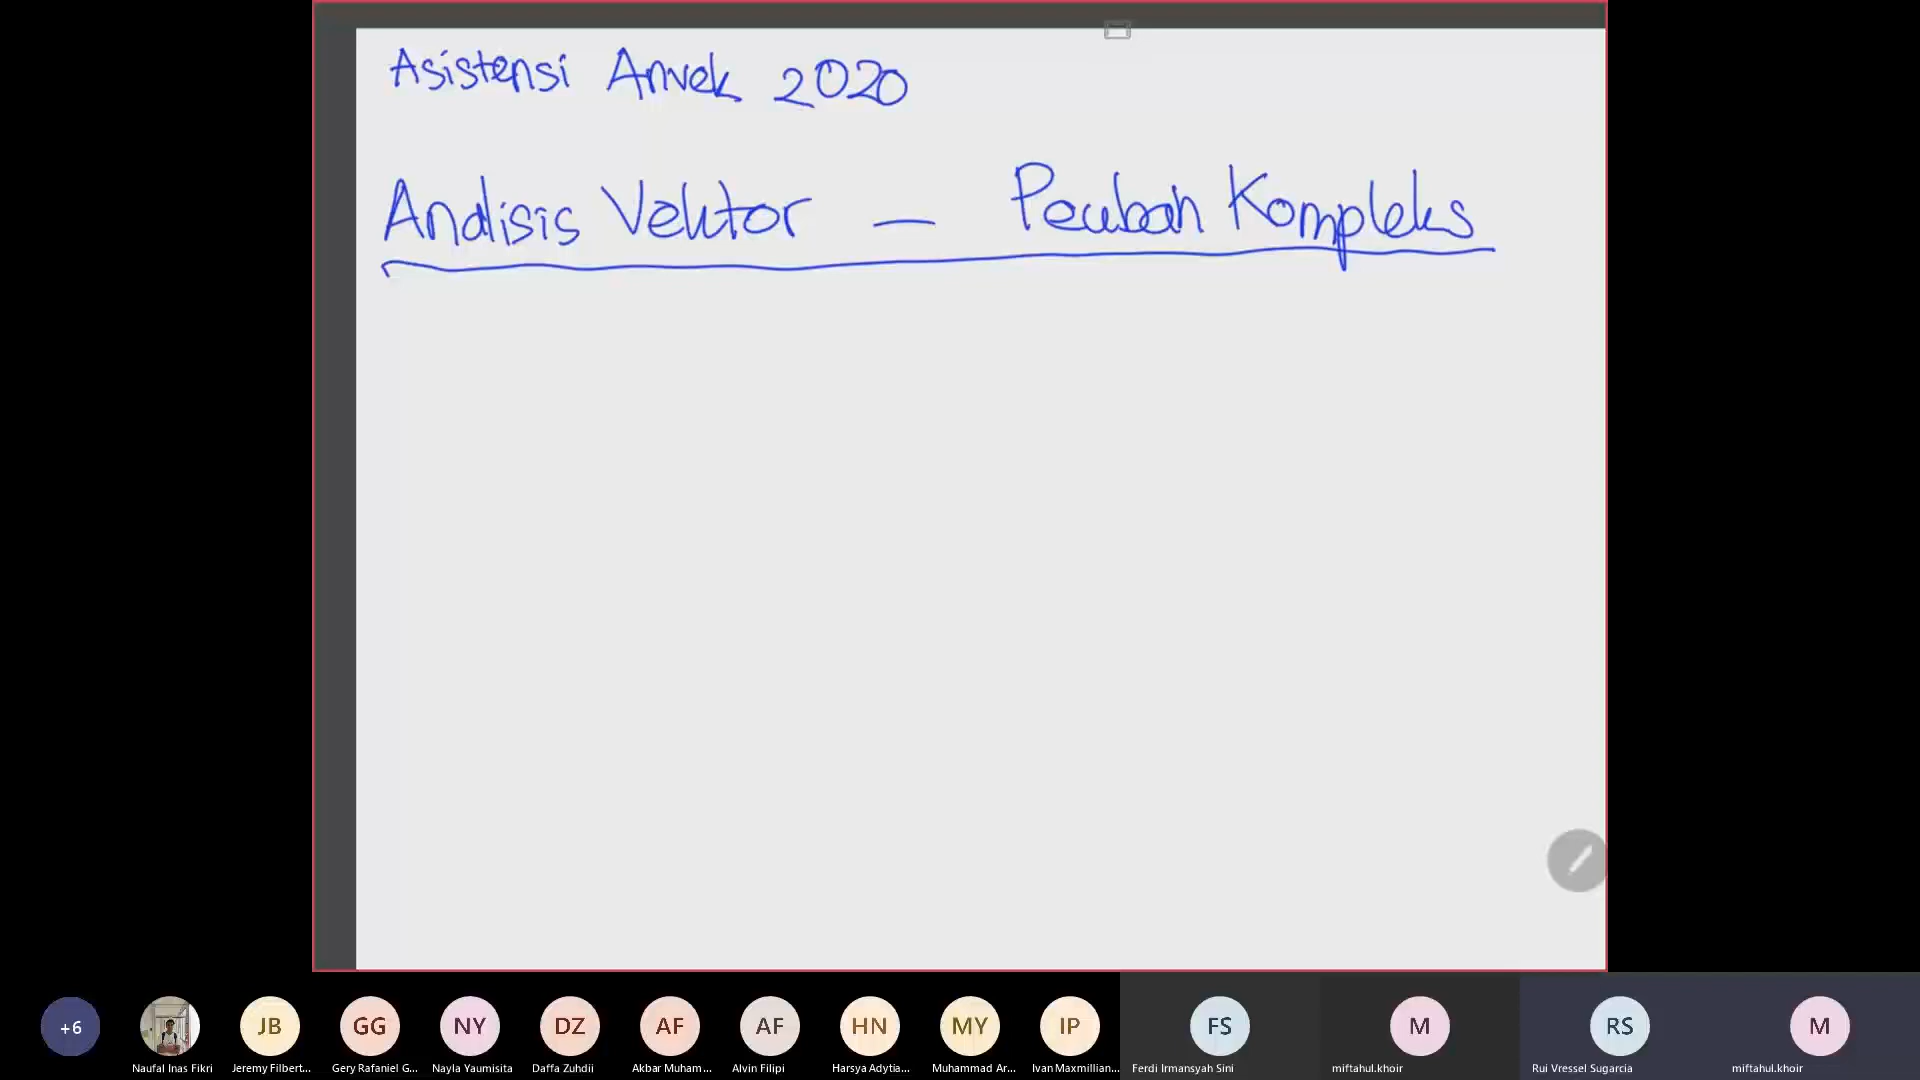 Asistensi Anvek 2020
Analisis Vektor — Peubah Kompleks
+6
JB
GG
NY
DZ
AF
AF
HN
MY
IP
FS
M
RS
M
Naufal Inas Fikri
Jeremy Filbert...
Gery Rafaniel G...
Nayla Yaumisita
Daffa Zuhdii
Akbar Muham...
Alvin Filipi
Harsya Adytia...
Muhammad Ar...
Ivan Maxmillian...
Ferdi Irmansyah Sini
miftahul.khoir
Rui Vressel Sugarcia
miftahul.khoir